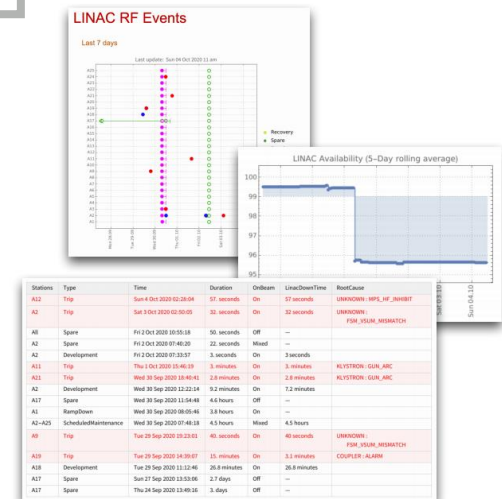 LINAC RF Events
Last 7 days
Last update: Sun 04 Oct 2020 11 am
Recovery
Spare
LINAC Availability (5-Day rolling average)
100
99
98
97
96
95
Sat 03.10
Sun 04.10
Stations Type Time Duration OnBeam LinacDownTime RootCause
A12 Trip Sun 4 Oct 2020 02:26:04 57. seconds On 57 seconds UNKNOWN : MPS_HF_INHIBIT
A2 Trip Sat 3 Oct 2020 02:50:05 32. seconds On 32 seconds UNKNOWN :
FSM_VSUM_MISMATCH
A8 Spare Fri 2 Oct 2020 10:55:18 50. seconds Off —
A2 Spare Fri 2 Oct 2020 07:40:20 22. seconds Mixed —
A2 Development Fri 2 Oct 2020 07:33:57 3. seconds On 3 seconds
A11 Trip Thu 1 Oct 2020 15:46:19 3. minutes On 3. minutes KLYSTRON : GUN_ARC
A21 Trip Wed 30 Sep 2020 18:40:41 2.8 minutes On 2.8 minutes KLYSTRON : GUN_ARC
A2 Development Wed 30 Sep 2020 12:22:14 9.2 minutes On 7.2 minutes
A17 Spare Wed 30 Sep 2020 11:54:48 4.6 hours Off —
A1 RampDown Wed 30 Sep 2020 08:05:46 3.8 hours On —
A2-A25 ScheduledMaintenance Wed 30 Sep 2020 07:48:18 4.5 hours Mixed 4.5 hours
A9 Trip Tue 29 Sep 2020 19:23:01 40. seconds On 40 seconds UNKNOWN :
FSM_VSUM_MISMATCH
A19 Trip Tue 29 Sep 2020 14:39:07 15. minutes On 3.1 minutes COUPLER : ALARM
A18 Development Tue 29 Sep 2020 11:12:46 26.8 minutes On 26.8 minutes
A17 Spare Sun 27 Sep 2020 13:53:66 2.7 days Off —
A17 Spare Thu 24 Sep 2020 13:49:16 3. days Off —